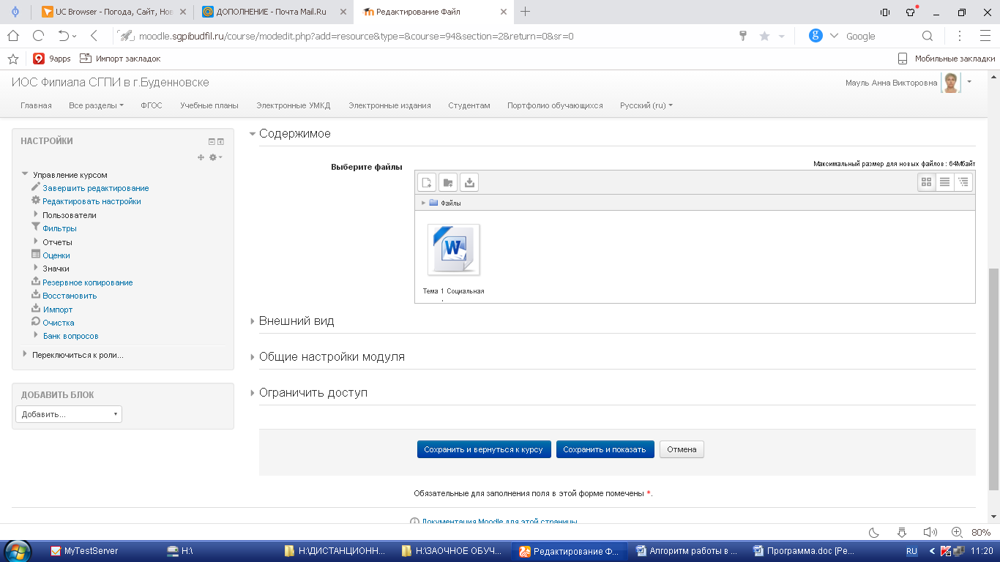 UC Browser - Погода, Сайт, Нов
ДОПОЛНЕНИЕ - Почта Mail.Ru
Редактирование Файл
moodle.sgpibudfil.ru/course/modedit.php?add=resource&type=&course=94&section=2&return=0&sr=0
Google
9apps
Импорт закладок
Мобильные закладки
ИОС Филиала СГПИ в г.Буденновске
Мауль Анна Викторовна
Главная
Все разделы
ФГОС
Учебные планы
Электронные УМКД
Электронные издания
Студентам
Портфолио обучающихся
Русский (ru)
НАСТРОЙКИ
Управление курсом
Завершить редактирование
Редактировать настройки
Пользователи
Фильтры
Отчеты
Оценки
Значки
Резервное копирование
Восстановить
Импорт
Очистка
Банк вопросов
Переключиться к роли...
ДОБАВИТЬ БЛОК
Добавить...
Содержимое
Выберите файлы
Максимальный размер для новых файлов: 64Мбайт
Файлы
W
Тема 1 Социальная
Внешний вид
Общие настройки модуля
Ограничить доступ
Сохранить и вернуться к курсу
Сохранить и показать
Отмена
Обязательные для заполнения поля в этой форме помечены *.
Документация Moodle для этой страницы
80%
MyTestServer
H:\
H:\ДИСТАНЦИОНН...
H:\ЗАОЧНОЕ ОБУЧ...
Редактирование Ф...
Алгоритм работы в ...
Программа.doc [Ре...
RU
11:20